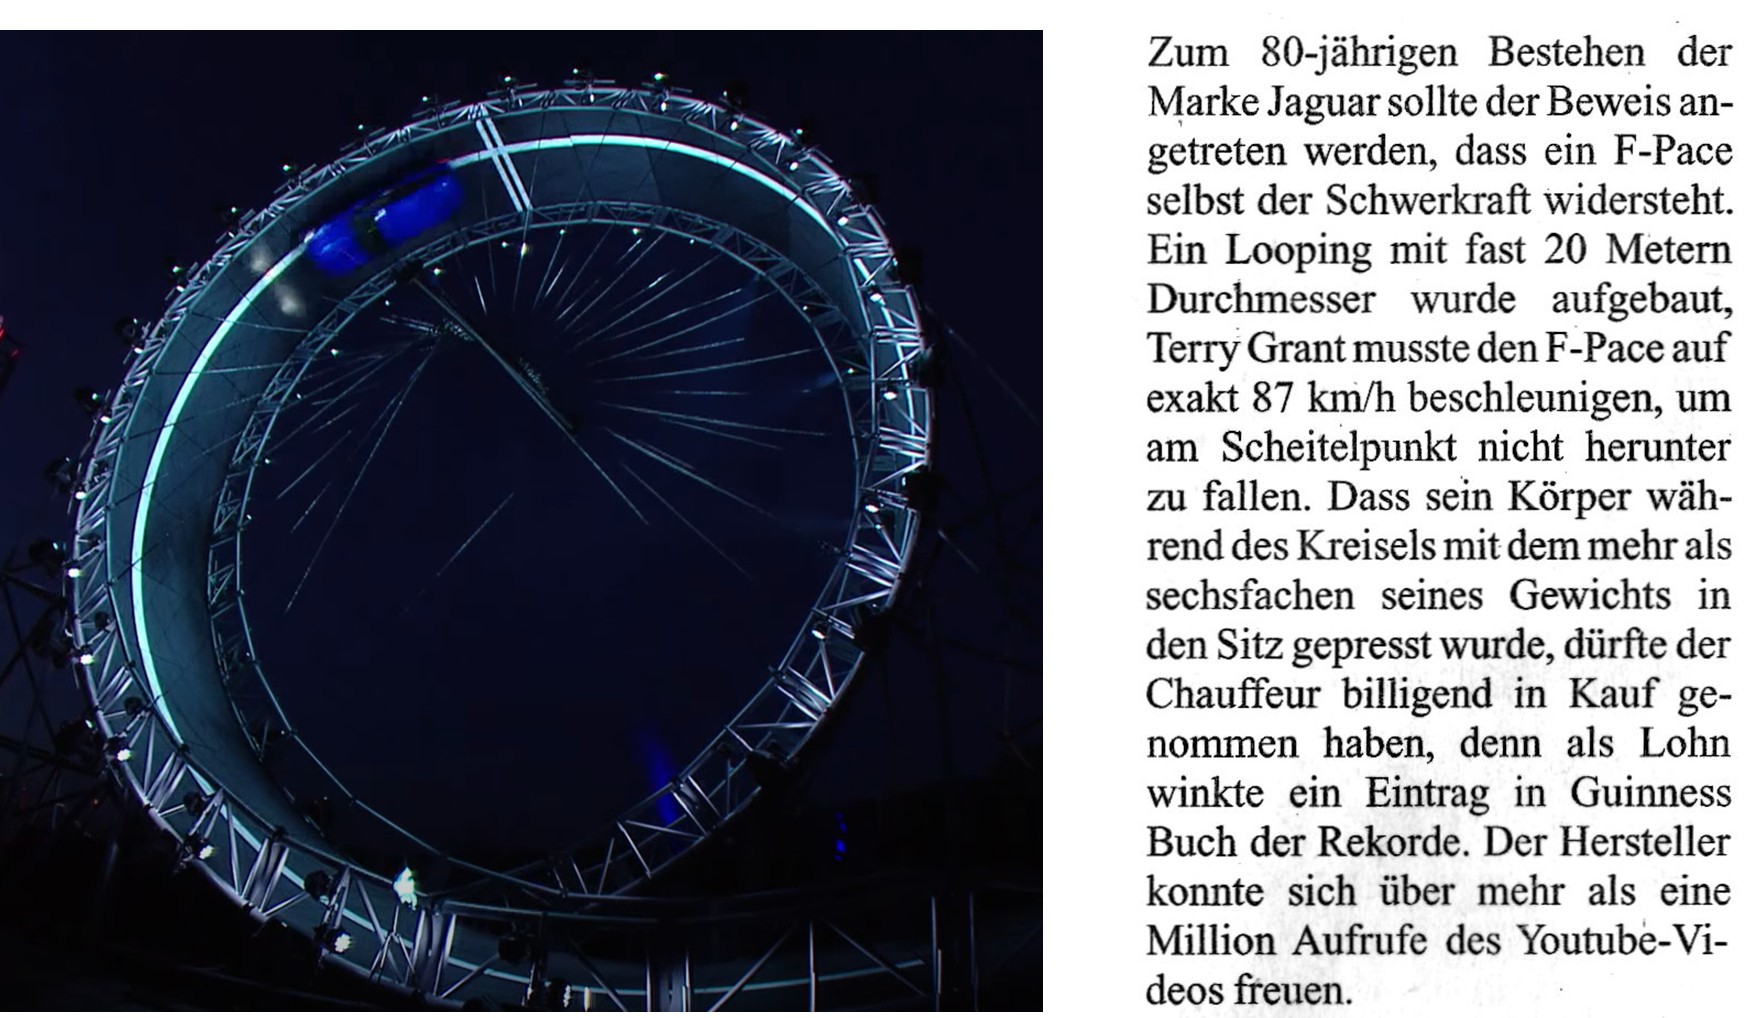 Zum 80-jährigen Bestehen der
Marke Jaguar sollte der Beweis an-
getreten werden, dass ein F-Pace
selbst der Schwerkraft widersteht.
Ein Looping mit fast 20 Metern
Durchmesser wurde aufgebaut,
Terry Grant musste den F-Pace auf
exakt 87 km/h beschleunigen, um
am Scheitelpunkt nicht herunter
zu fallen. Dass sein Körper wäh-
rend des Kreisels mit dem mehr als
sechsfachen seines Gewichts in
den Sitz gepresst wurde, dürfte der
Chauffeur billigend in Kauf ge-
nommen haben, denn als Lohn
winkte ein Eintrag in Guinness
Buch der Rekorde. Der Hersteller
konnte sich über mehr als eine
Million Aufrufe des Youtube-Vi-
deos freuen.